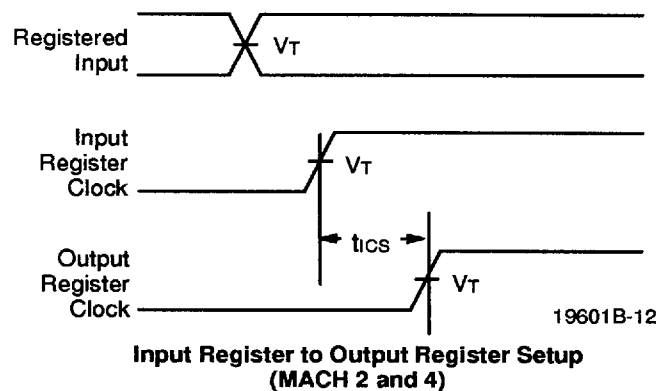 Registered
Input
VT
Input
Register
Clock
VT
tICS
Output
Register
Clock
VT
19601B-12
Input Register to Output Register Setup
(MACH 2 and 4)